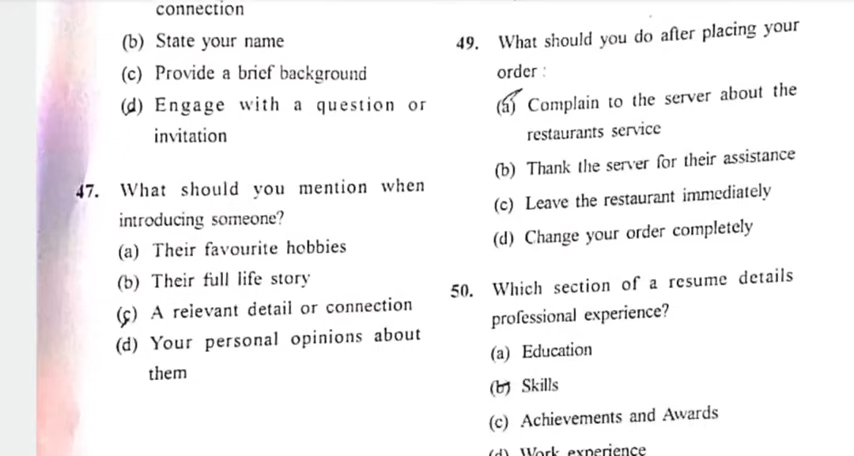 connection
(b) State your name
(c) Provide a brief background
(d) Engage with a question or
invitation
47. What should you mention when
introducing someone?
(a) Their favourite hobbies
(b) Their full life story
(c) A relevant detail or connection
(d) Your personal opinions about
them
49. What should you do after placing your
order :
(a) Complain to the server about the
restaurants service
(b) Thank the server for their assistance
(c) Leave the restaurant immediately
(d) Change your order completely
50. Which section of a resume details
professional experience?
(a) Education
(b) Skills
(c) Achievements and Awards
(d) Work experience